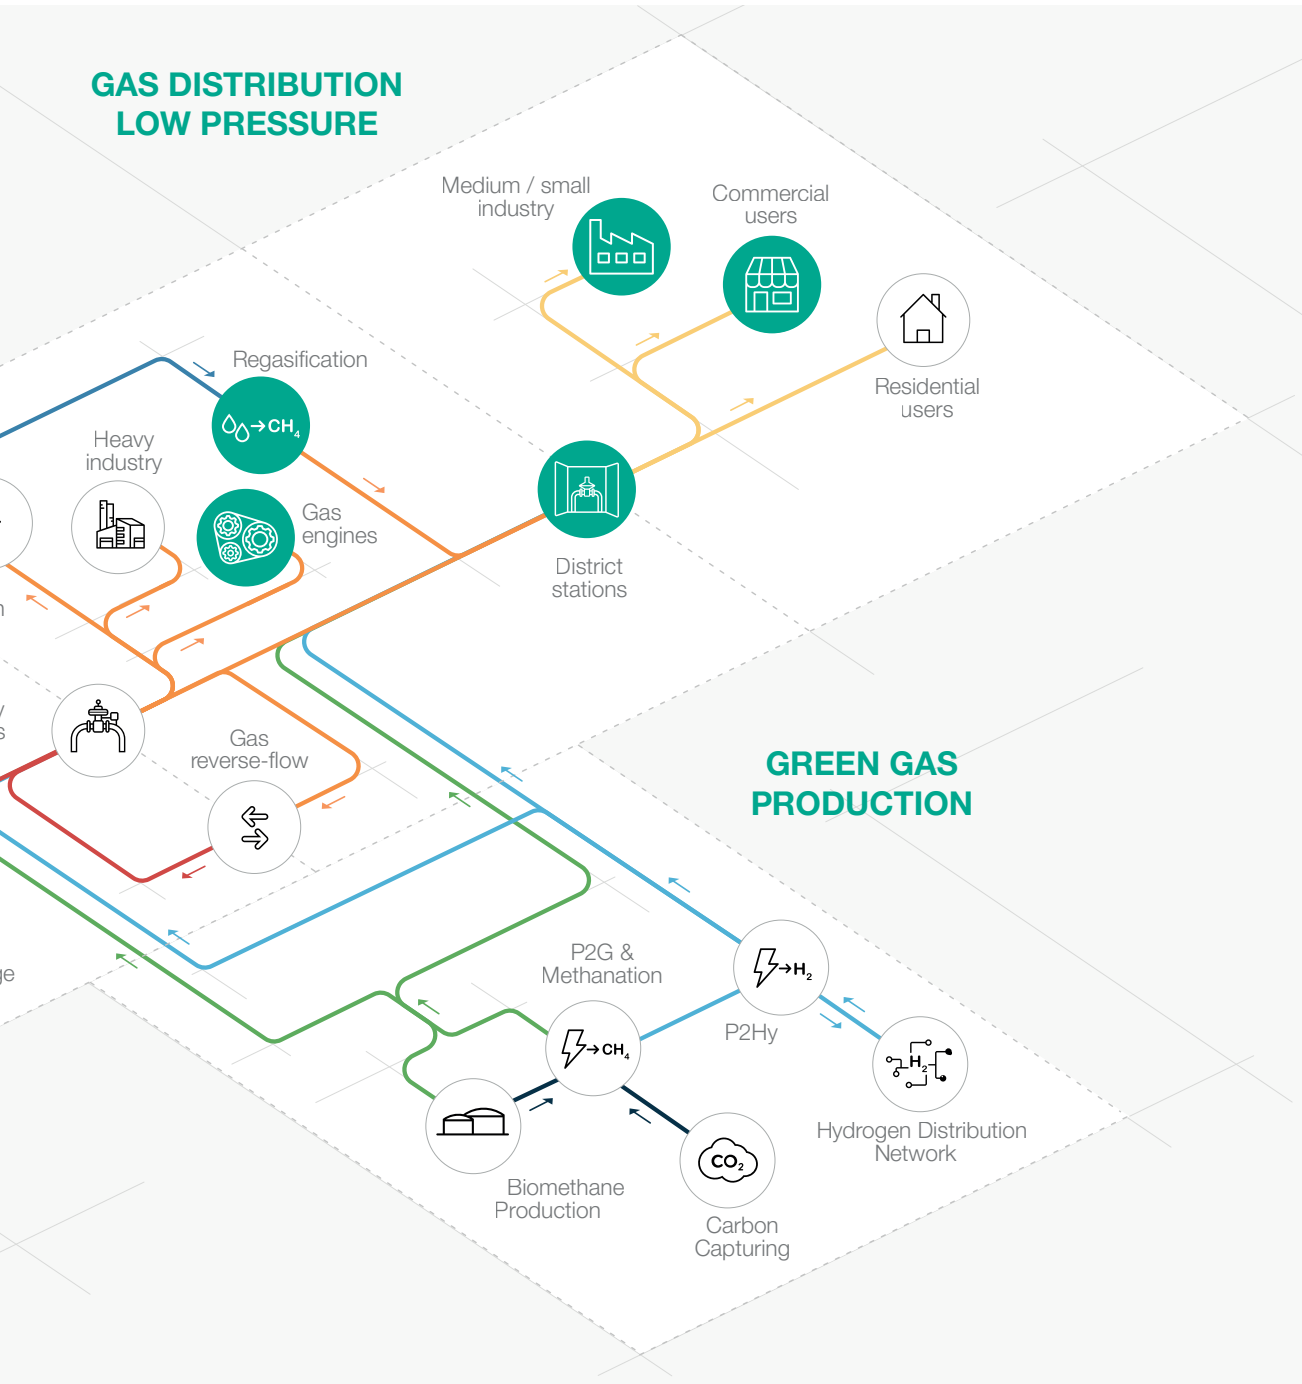 GAS DISTRIBUTION
LOW PRESSURE
Medium / small
industry
Commercial
users
Residential
users
Regasification
→CH4
Heavy
industry
Gas
engines
District
stations
Gas
reverse-flow
GREEN GAS
PRODUCTION
P2G &
Methanation
→CH4
→H2
P2Hy
H2
Hydrogen Distribution
Network
Biomethane
Production
CO2
Carbon
Capturing